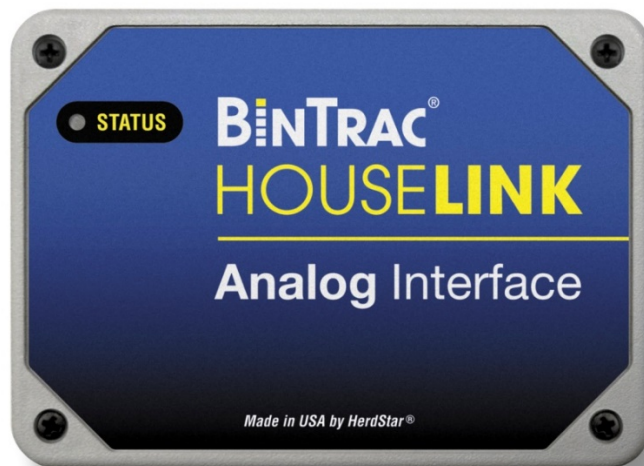 STATUS
BINTRAC®
HOUSELINK
Analog Interface
Made in USA by HerdStar®